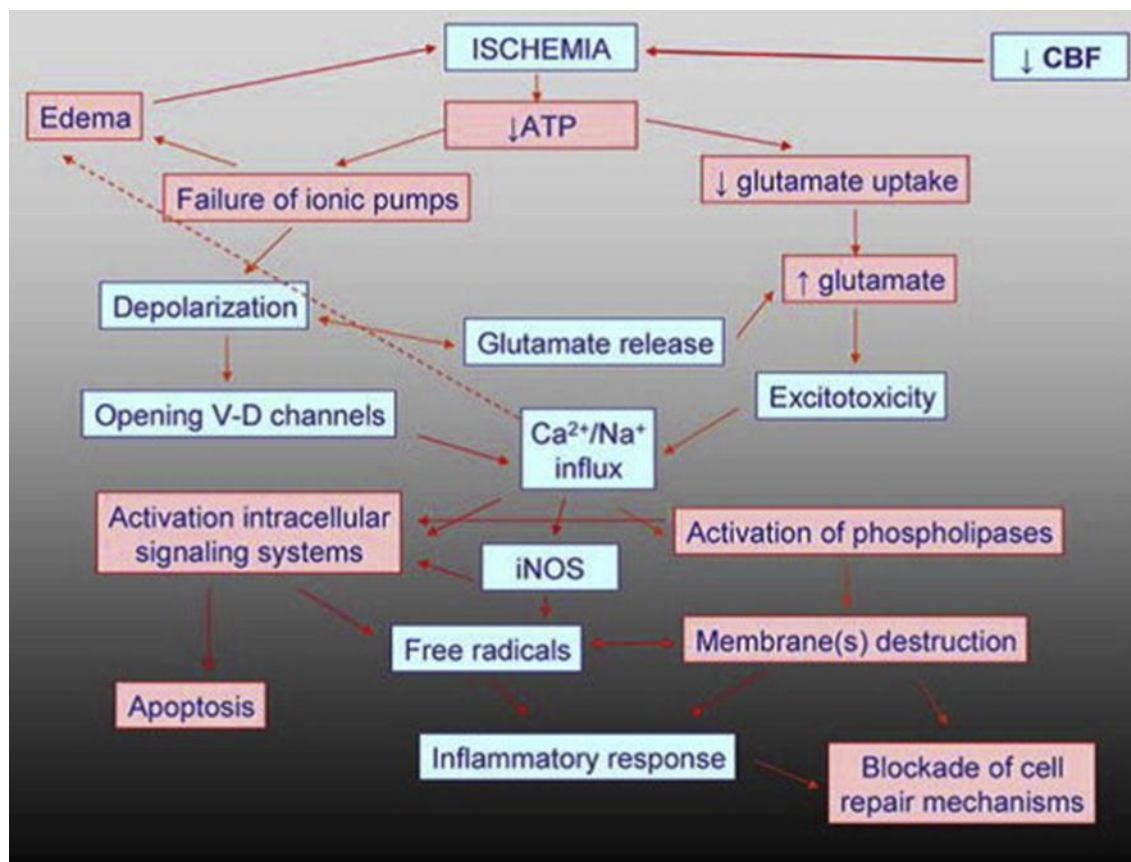 ISCHEMIA
↓ CBF
Edema
↓ATP
Failure of ionic pumps
↓ glutamate uptake
Depolarization
↑ glutamate
Glutamate release
Opening V-D channels
Excitotoxicity
Ca²⁺/Na⁺
influx
Activation intracellular
signaling systems
Activation of phospholipases
iNOS
Free radicals
Membrane(s) destruction
Apoptosis
Inflammatory response
Blockade of cell
repair mechanisms